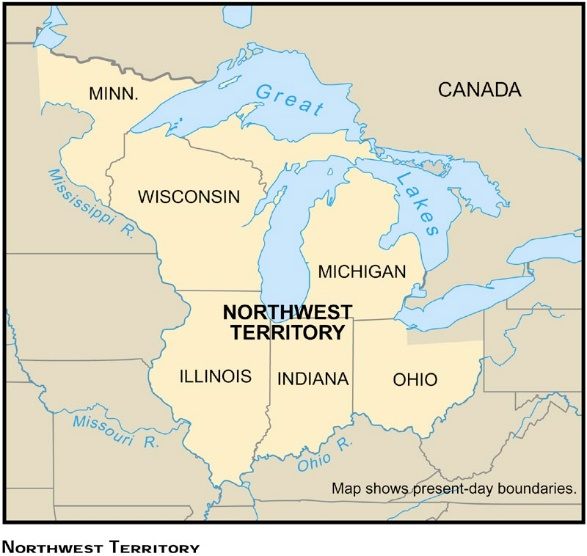 CANADA
MINN.
Great
Lakes
WISCONSIN
Mississippi R.
MICHIGAN
NORTHWEST
TERRITORY
ILLINOIS
INDIANA
OHIO
Missouri R.
Ohio R.
Map shows present-day boundaries.
NORTHWEST TERRITORY